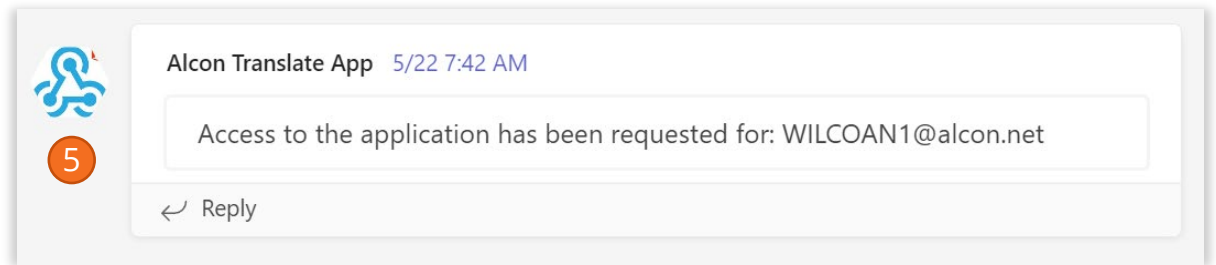 Alcon Translate App 5/22 7:42 AM
Access to the application has been requested for: WILCOAN1@alcon.net
5
Reply